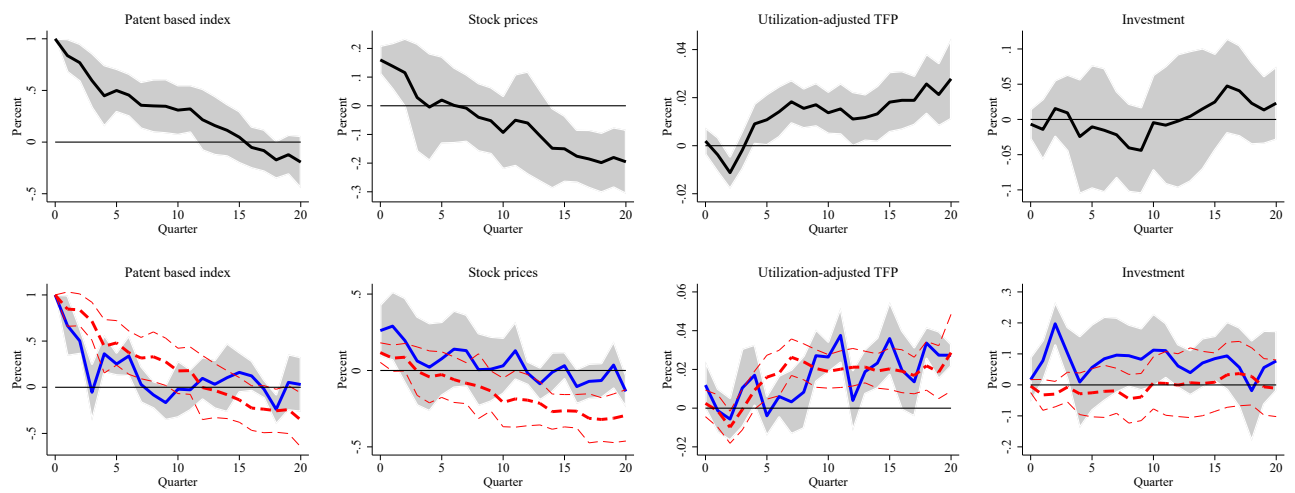 Patent based index
Percent
1
.5
0
-.5
0 5 10 15 20
Quarter
Stock prices
Percent
.2
.1
0
-.1
-.2
-.3
0 5 10 15 20
Quarter
Utilization-adjusted TFP
Percent
.04
.02
0
-.02
0 5 10 15 20
Quarter
Investment
Percent
.1
.05
0
-.05
-.1
0 5 10 15 20
Quarter
Patent based index
Percent
1
.5
0
-.5
0 5 10 15 20
Quarter
Stock prices
Percent
.5
0
-.5
0 5 10 15 20
Quarter
Utilization-adjusted TFP
Percent
.06
.04
.02
0
-.02
0 5 10 15 20
Quarter
Investment
Percent
.3
.2
.1
0
-.1
-.2
0 5 10 15 20
Quarter